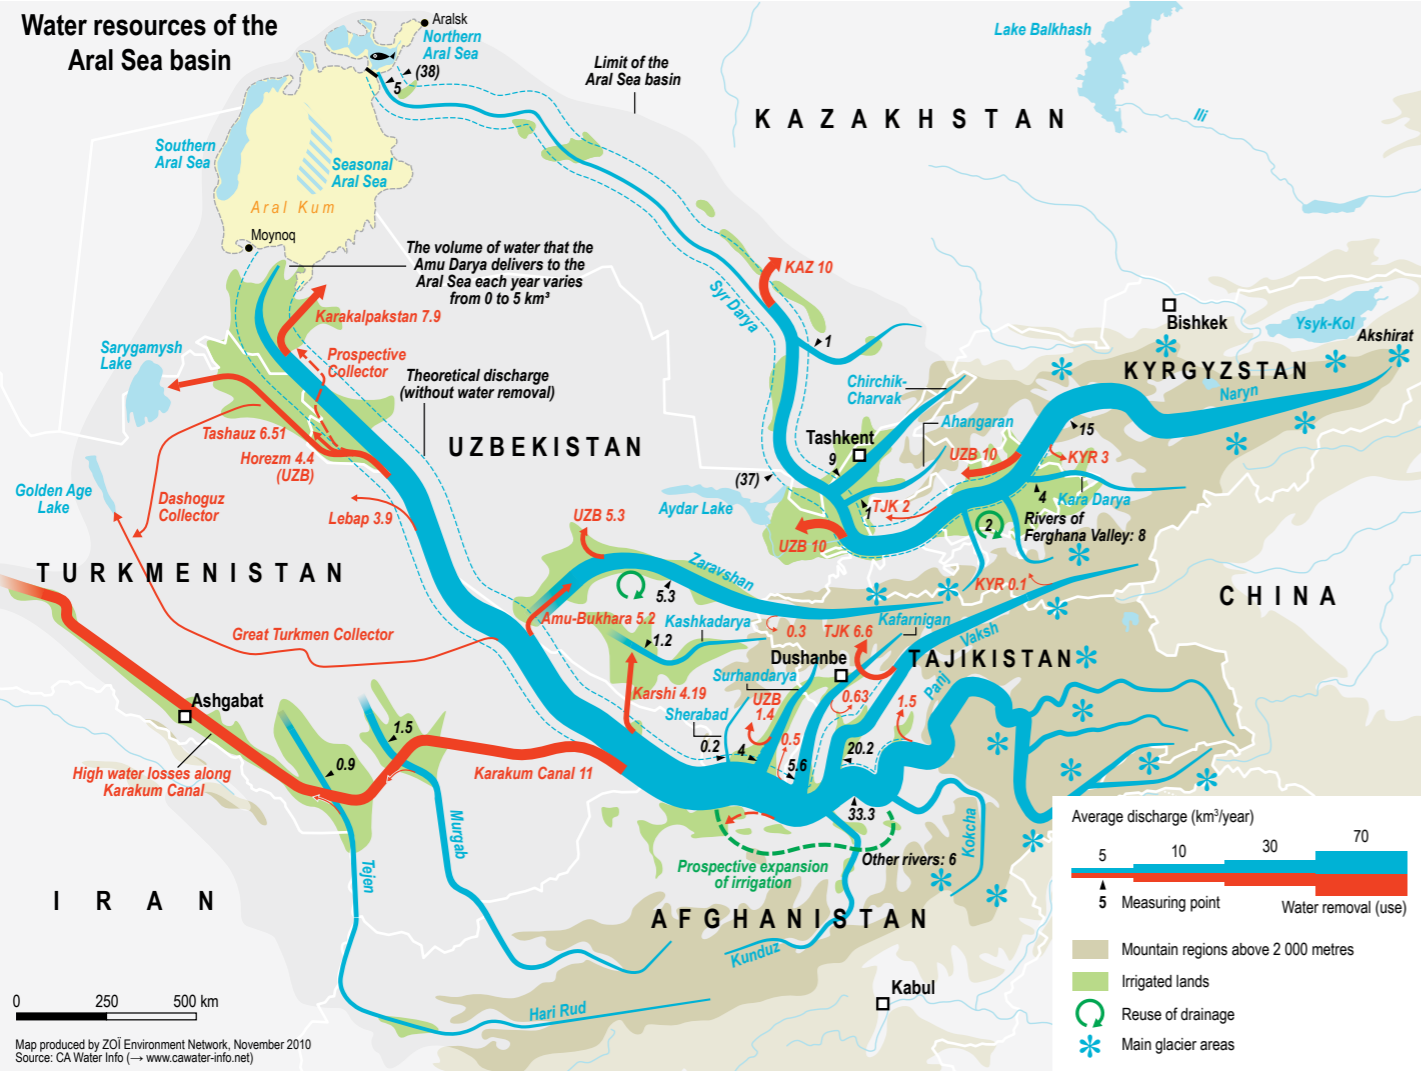 Water resources of the
Aral Sea basin
Aralsk
Northern
Aral Sea
(38)
5
Limit of the
Aral Sea basin
Lake Balkhash
Ili
KAZAKHSTAN
Southern
Aral Sea
Seasonal
Aral Sea
Aral Kum
Moynoq
The volume of water that the
Amu Darya delivers to the
Aral Sea each year varies
from 0 to 5 km³
Karakalpakstan 7.9
Syr Darya
KAZ 10
1
Bishkek
Ysyk-Kol
Akshirat
Sarygamysh
Lake
Prospective
Collector
Theoretical discharge
(without water removal)
Chirchik-
Charvak
KYRGYZSTAN
Naryn
Tashauz 6.51
Horezm 4.4
(UZB)
UZBEKISTAN
Tashkent
9
Ahangaran
UZB 10
15
KYR 3
Golden Age
Lake
Dashoguz
Collector
Lebap 3.9
(37)
Aydar Lake
1
TJK 2
4
Kara Darya
UZB 5.3
UZB 10
2
Rivers of
Ferghana Valley: 8
TURKMENISTAN
Zaravshan
5.3
KYR 0.1
CHINA
Great Turkmen Collector
Amu-Bukhara 5.2
1.2
Kashkadarya
0.3
TJK 6.6
Kafarnigan
Vaksh
Dushanbe
TAJIKISTAN
Ashgabat
Karshi 4.19
Surhandarya
UZB
1.4
0.63
1.5
Panj
Sherabad
0.2
4
0.5
5.6
20.2
1.5
0.9
High water losses along
Karakum Canal
Karakum Canal 11
33.3
Murgab
Tejen
Kokcha
Prospective expansion
of irrigation
Other rivers: 6
IRAN
AFGHANISTAN
Kunduz
Kabul
Hari Rud
Average discharge (km³/year)
5
10
30
70
5
Measuring point
Water removal (use)
Mountain regions above 2 000 metres
Irrigated lands
Reuse of drainage
Main glacier areas
0
250
500 km
Map produced by ZOÏ Environment Network, November 2010
Source: CA Water Info (→ www.cawater-info.net)